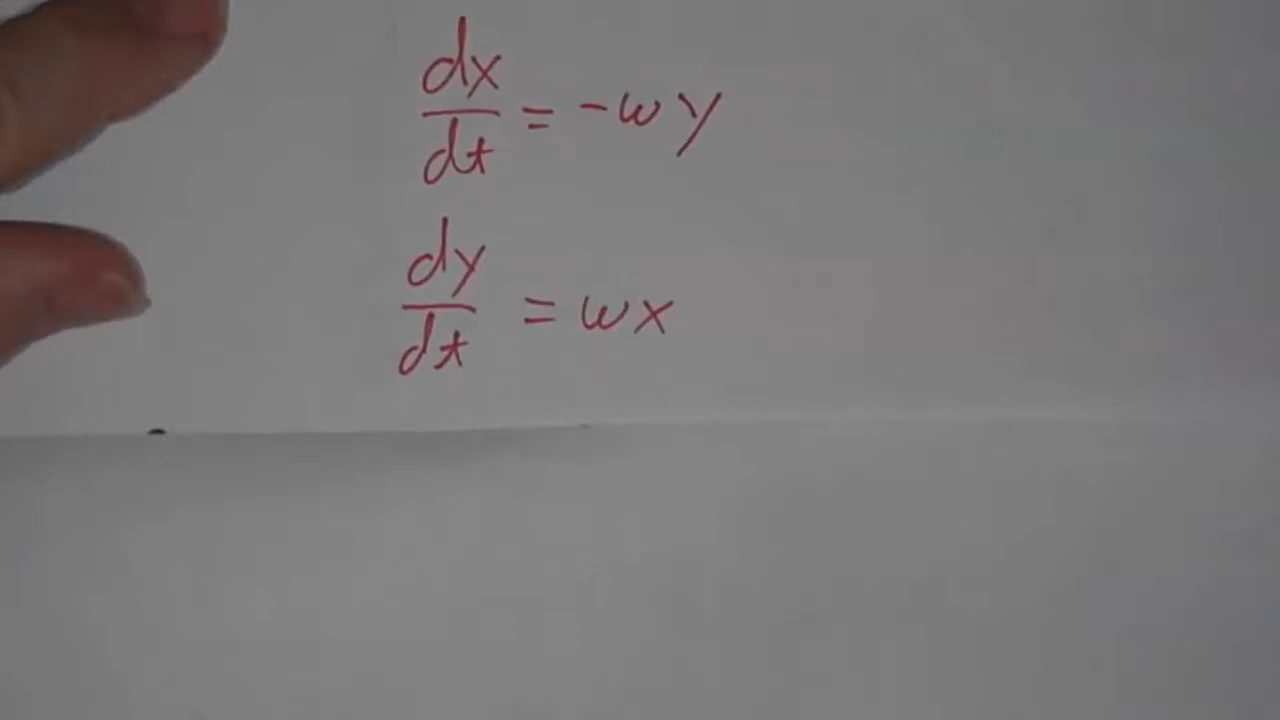 dx/dt = -ωy
dy/dt = ωx